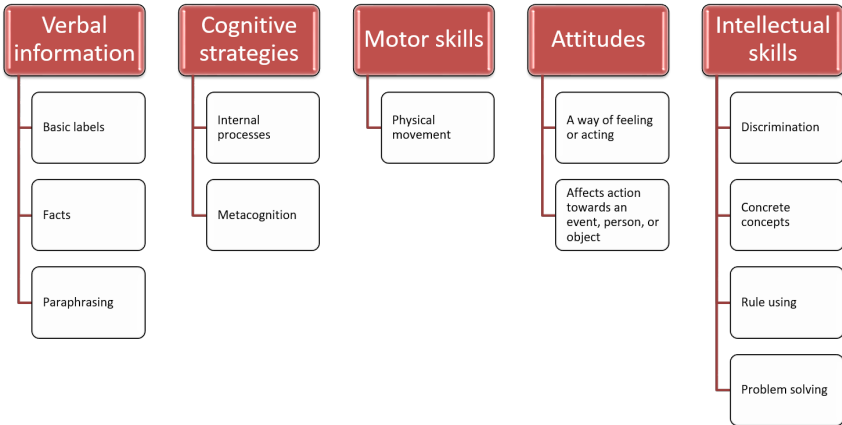 Verbal
information
Basic labels
Facts
Paraphrasing
Cognitive
strategies
Internal
processes
Metacognition
Motor skills
Physical
movement
Attitudes
A way of feeling
or acting
Affects action
towards an
event, person, or
object
Intellectual
skills
Discrimination
Concrete
concepts
Rule using
Problem solving